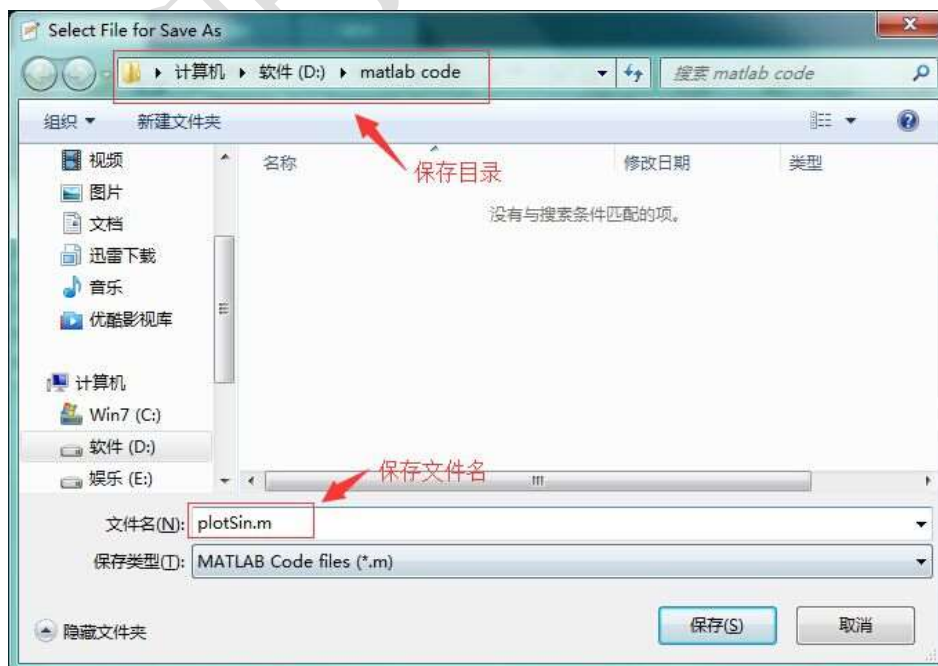 Select File for Save As
计算机 ▸ 软件 (D:) ▸ matlab code
搜索 matlab code
组织 新建文件夹
保存目录
名称 修改日期 类型
没有与搜索条件匹配的项。
视频
图片
文档
迅雷下载
音乐
优酷影视库
计算机
Win7 (C:)
软件 (D:)
娱乐 (E:)
保存文件名
文件名(N): plotSin.m
保存类型(T): MATLAB Code files (*.m)
隐藏文件夹 保存(S) 取消